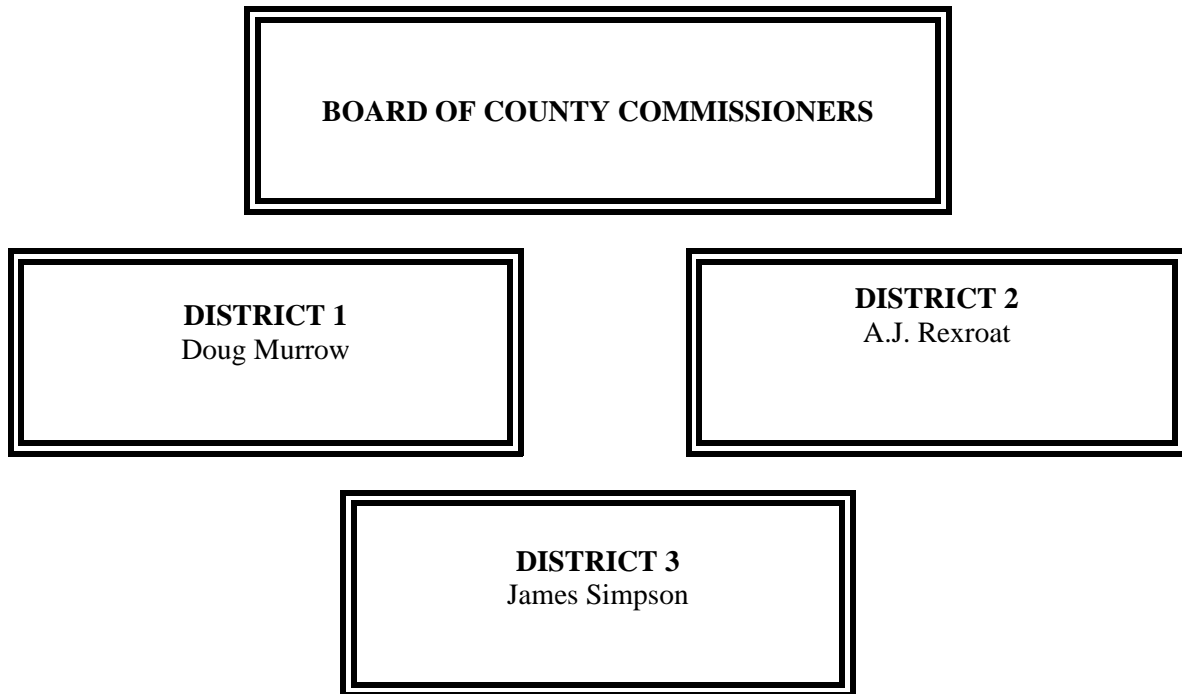 BOARD OF COUNTY COMMISSIONERS
DISTRICT 1
Doug Murrow
DISTRICT 2
A.J. Rexroat
DISTRICT 3
James Simpson